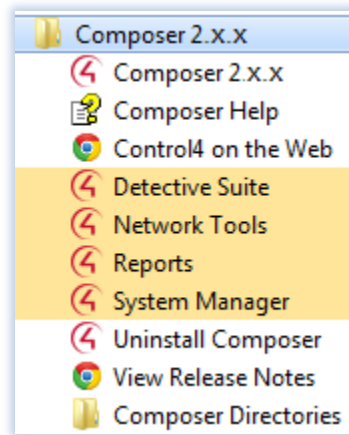 Composer 2.x.x
Composer 2.x.x
Composer Help
Control4 on the Web
Detective Suite
Network Tools
Reports
System Manager
Uninstall Composer
View Release Notes
Composer Directories